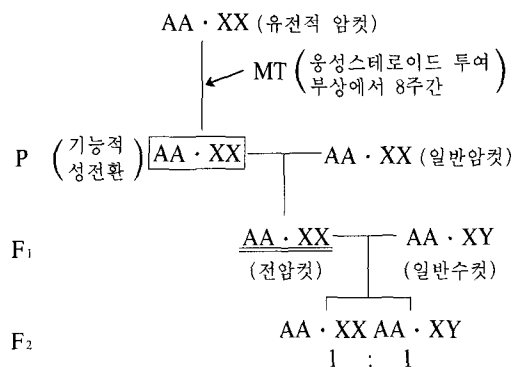 AA · XX (유전적 암컷)
MT (웅성스테로이드 투여
부상에서 8주간)
P (기능적 성전환) AA · XX AA · XX (일반암컷)
F₁ AA · XX AA · XY
(전암컷) (일반수컷)
F₂ AA · XX AA · XY
1 : 1